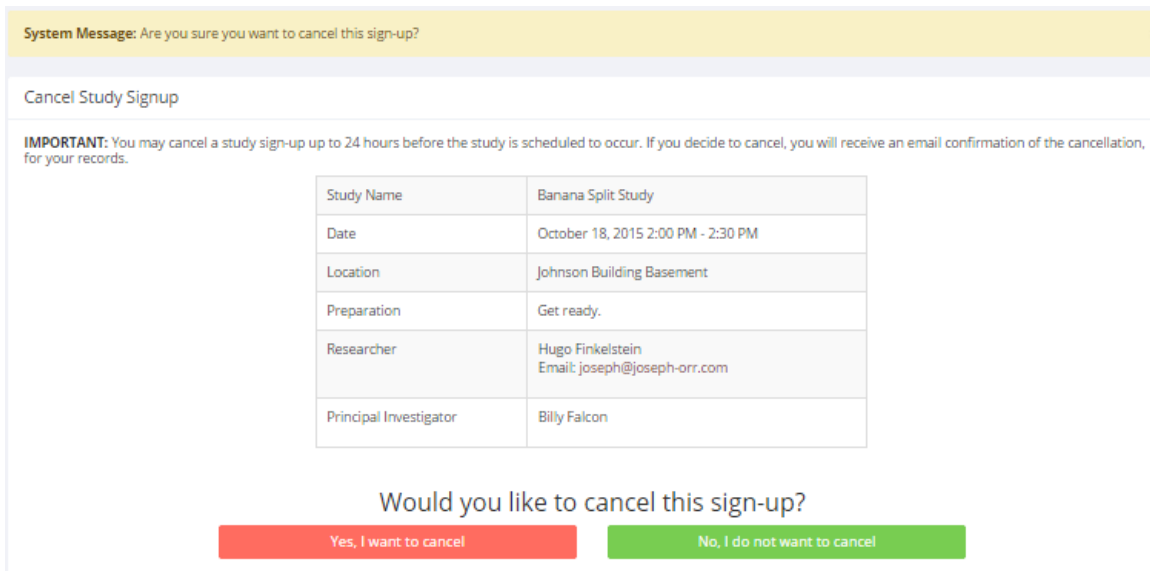 System Message: Are you sure you want to cancel this sign-up?
Cancel Study Signup
IMPORTANT: You may cancel a study sign-up up to 24 hours before the study is scheduled to occur. If you decide to cancel, you will receive an email confirmation of the cancellation,
for your records.
Study Name Banana Split Study
Date October 18, 2015 2:00 PM - 2:30 PM
Location Johnson Building Basement
Preparation Get ready.
Researcher Hugo Finkelstein
Email: joseph@joseph-orr.com
Principal Investigator Billy Falcon
Would you like to cancel this sign-up?
Yes, I want to cancel No, I do not want to cancel